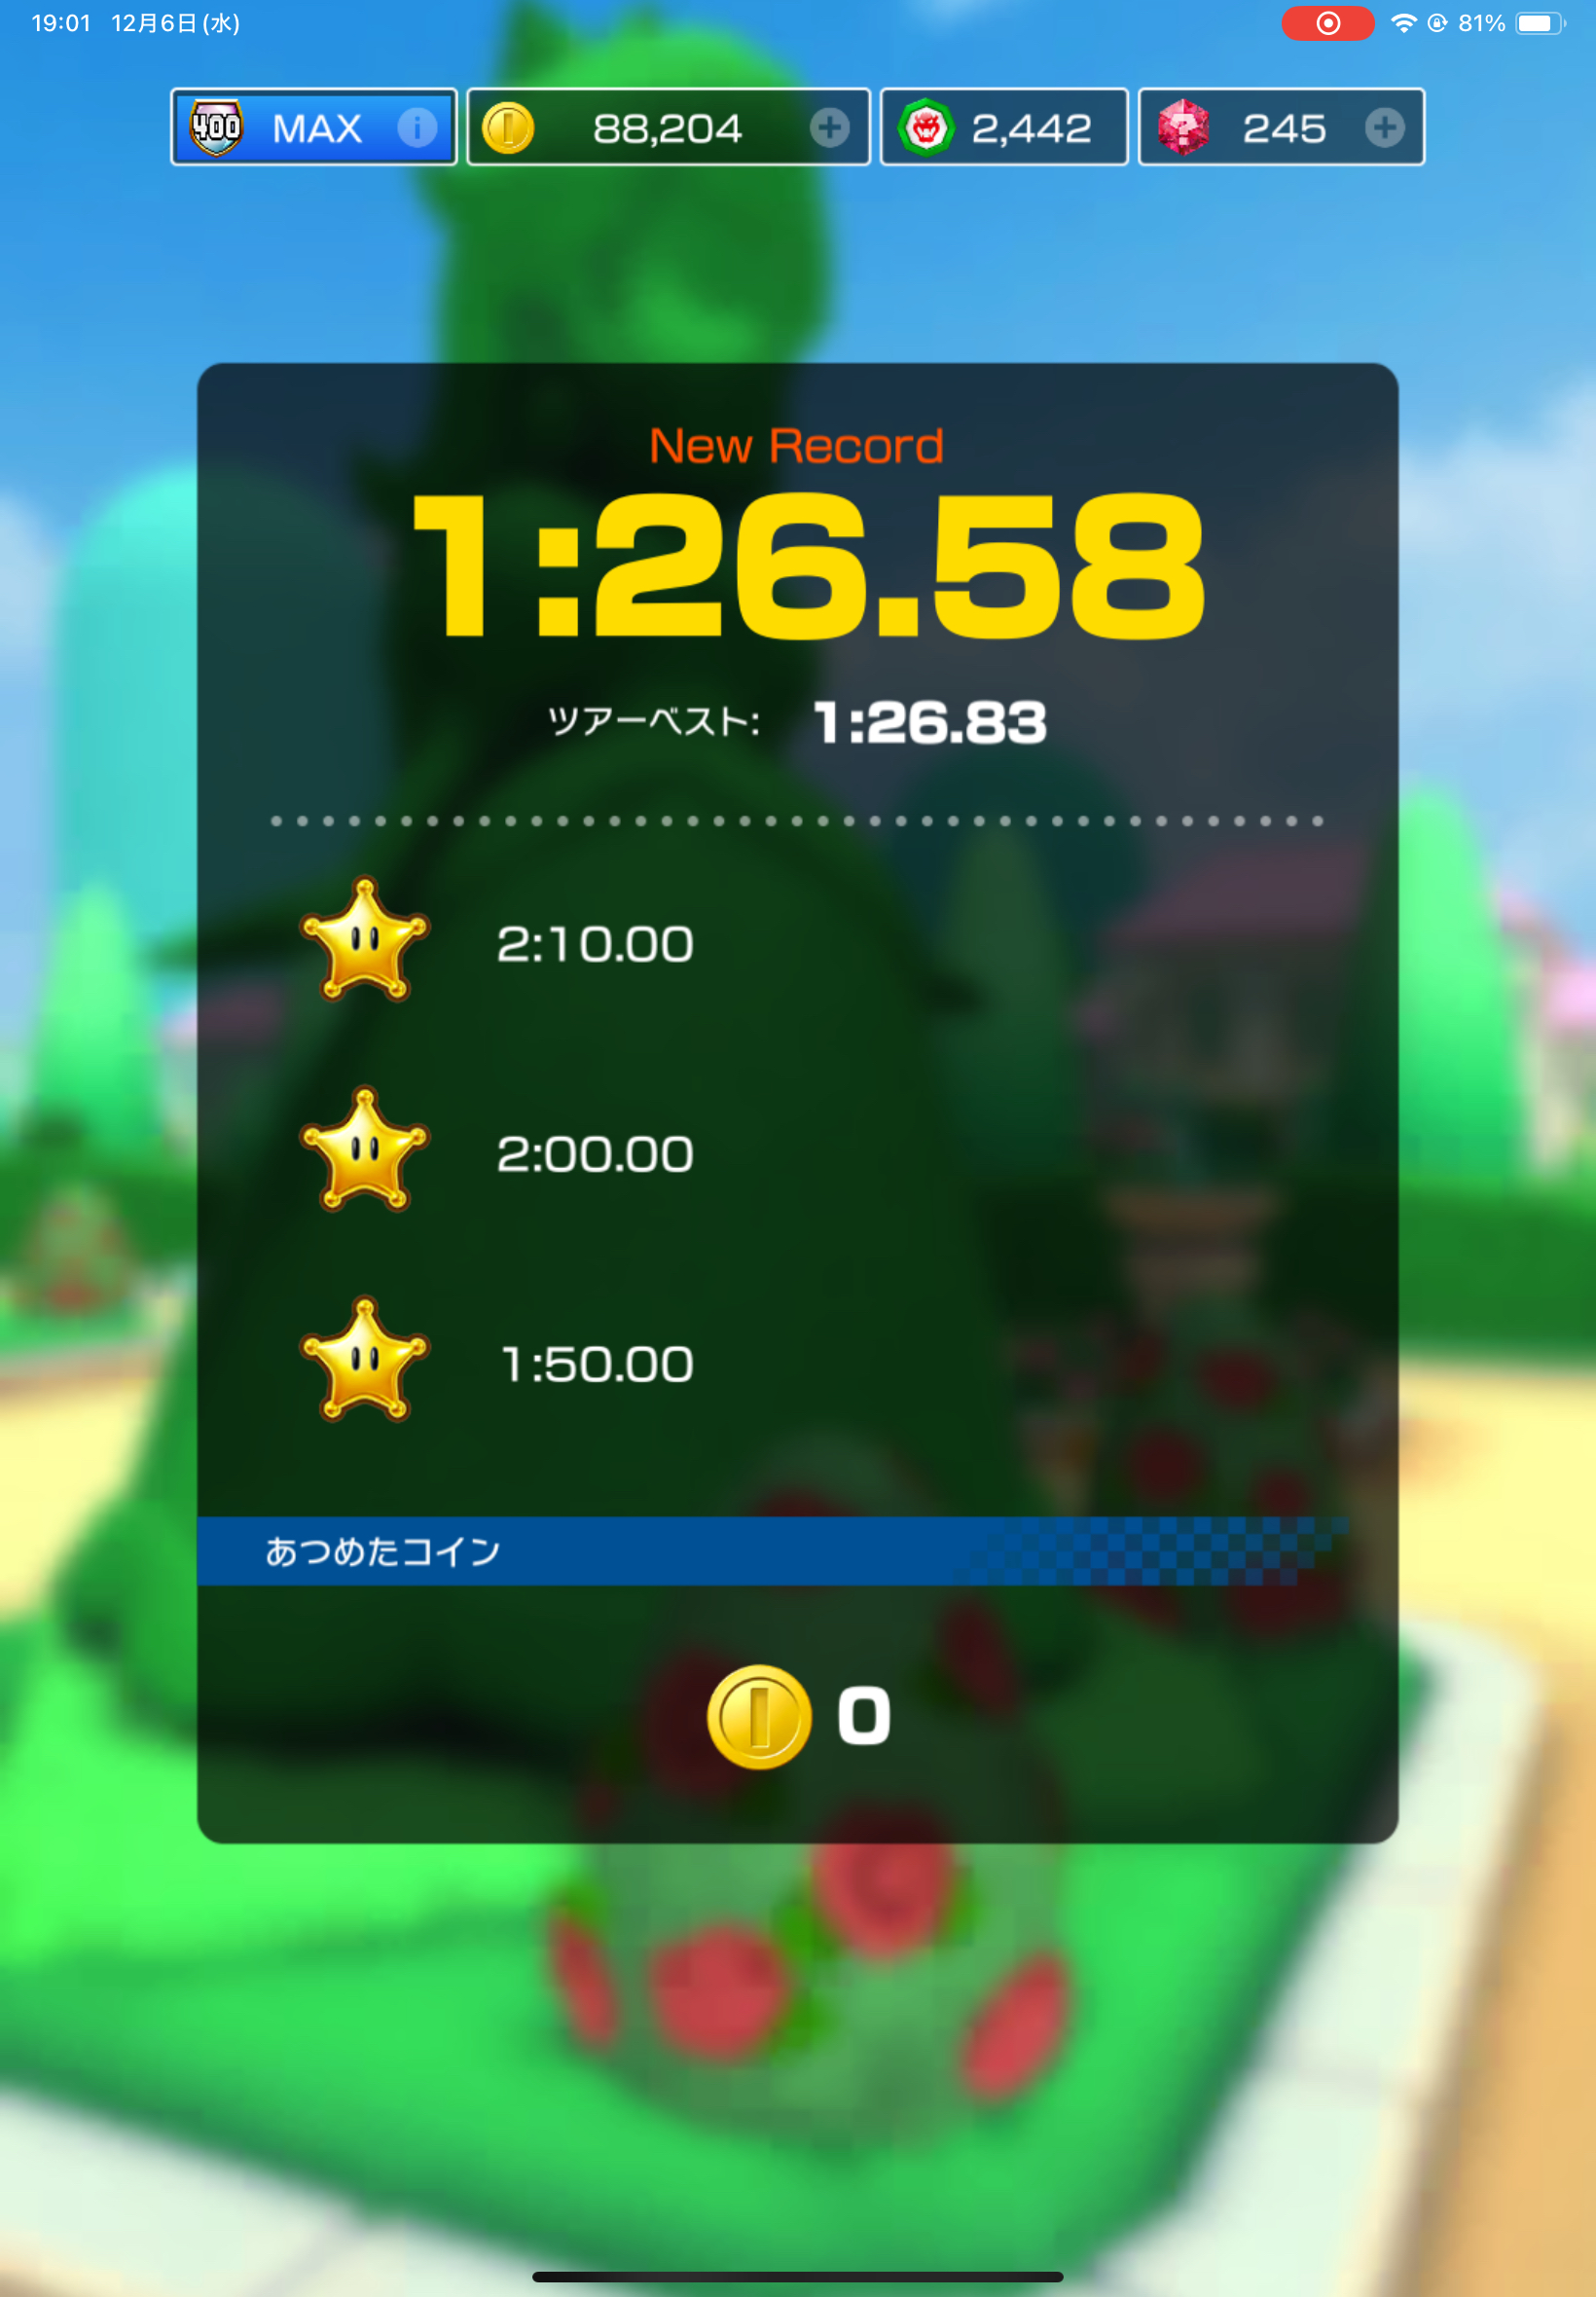 19:01 12月6日(水) 81%
400 MAX i 88,204 + 2,442 ? 245 +
New Record
1:26.58
ツアーベスト: 1:26.83
2:10.00
2:00.00
1:50.00
あつめたコイン
0